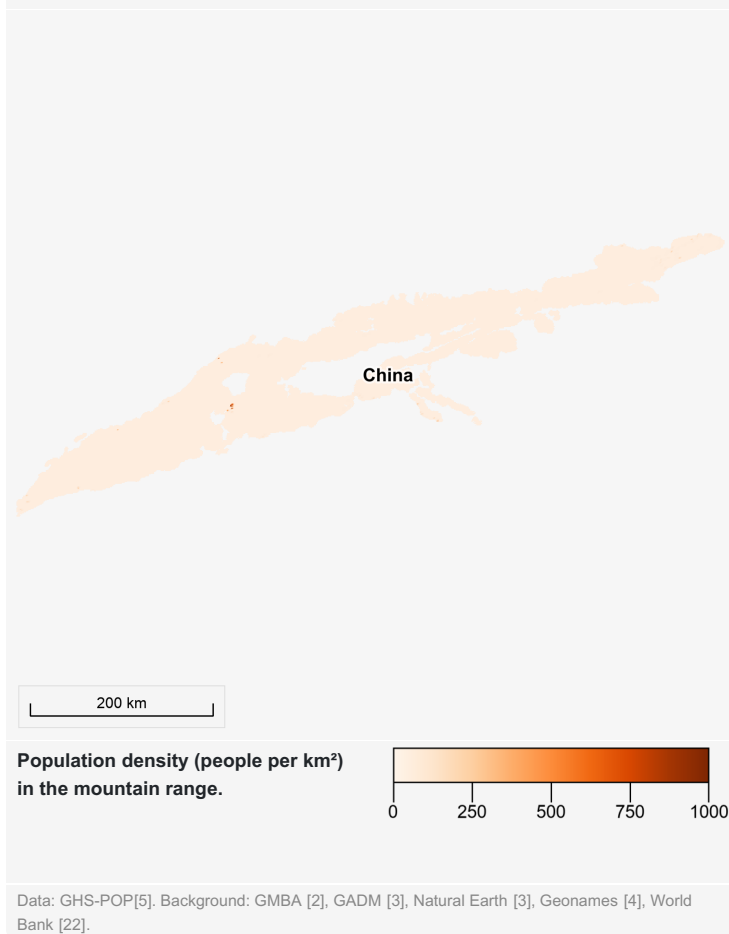 China
200 km
Population density (people per km²)
in the mountain range.
0 250 500 750 1000
Data: GHS-POP[5]. Background: GMBA [2], GADM [3], Natural Earth [3], Geonames [4], World
Bank [22].